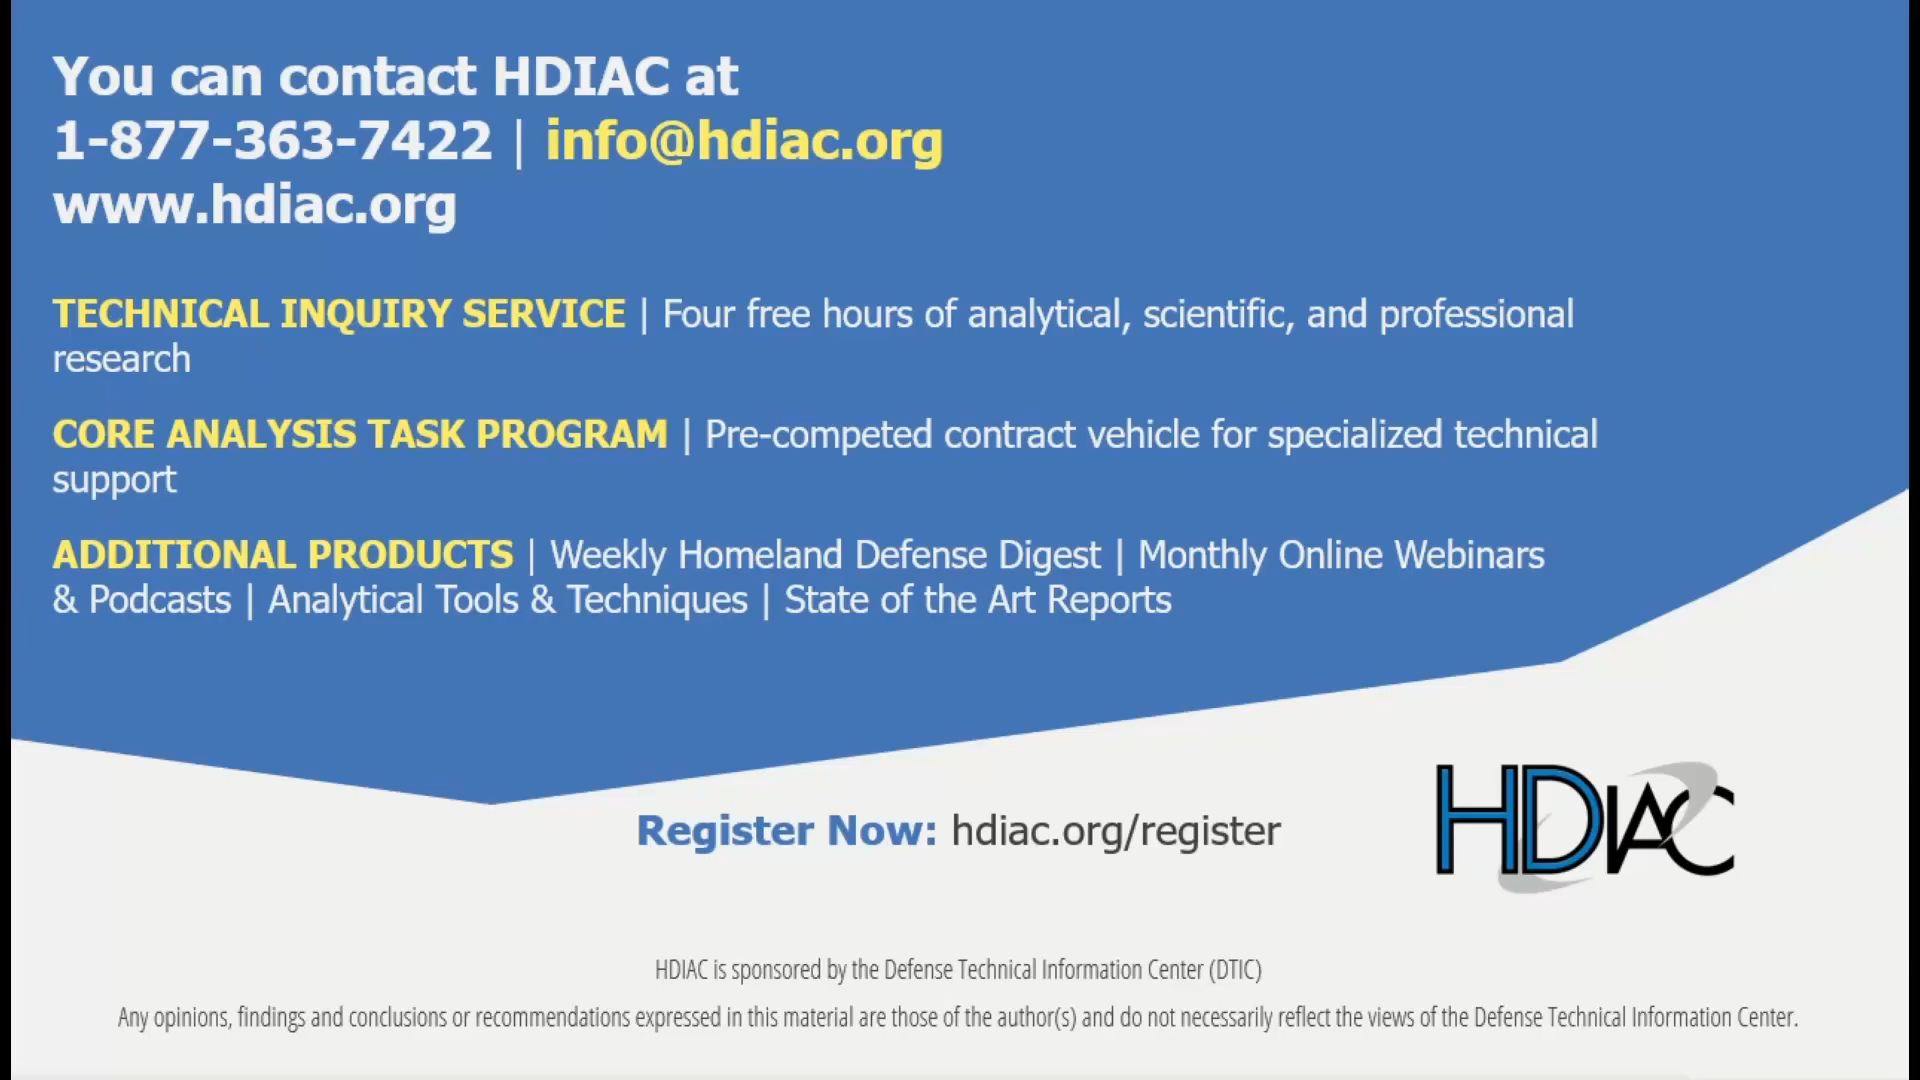 You can contact HDIAC at
1-877-363-7422 | info@hdiac.org
www.hdiac.org
TECHNICAL INQUIRY SERVICE | Four free hours of analytical, scientific, and professional
research
CORE ANALYSIS TASK PROGRAM | Pre-competed contract vehicle for specialized technical
support
ADDITIONAL PRODUCTS | Weekly Homeland Defense Digest | Monthly Online Webinars
& Podcasts | Analytical Tools & Techniques | State of the Art Reports
Register Now: hdiac.org/register
HDIAC
HDIAC is sponsored by the Defense Technical Information Center (DTIC)
Any opinions, findings and conclusions or recommendations expressed in this material are those of the author(s) and do not necessarily reflect the views of the Defense Technical Information Center.